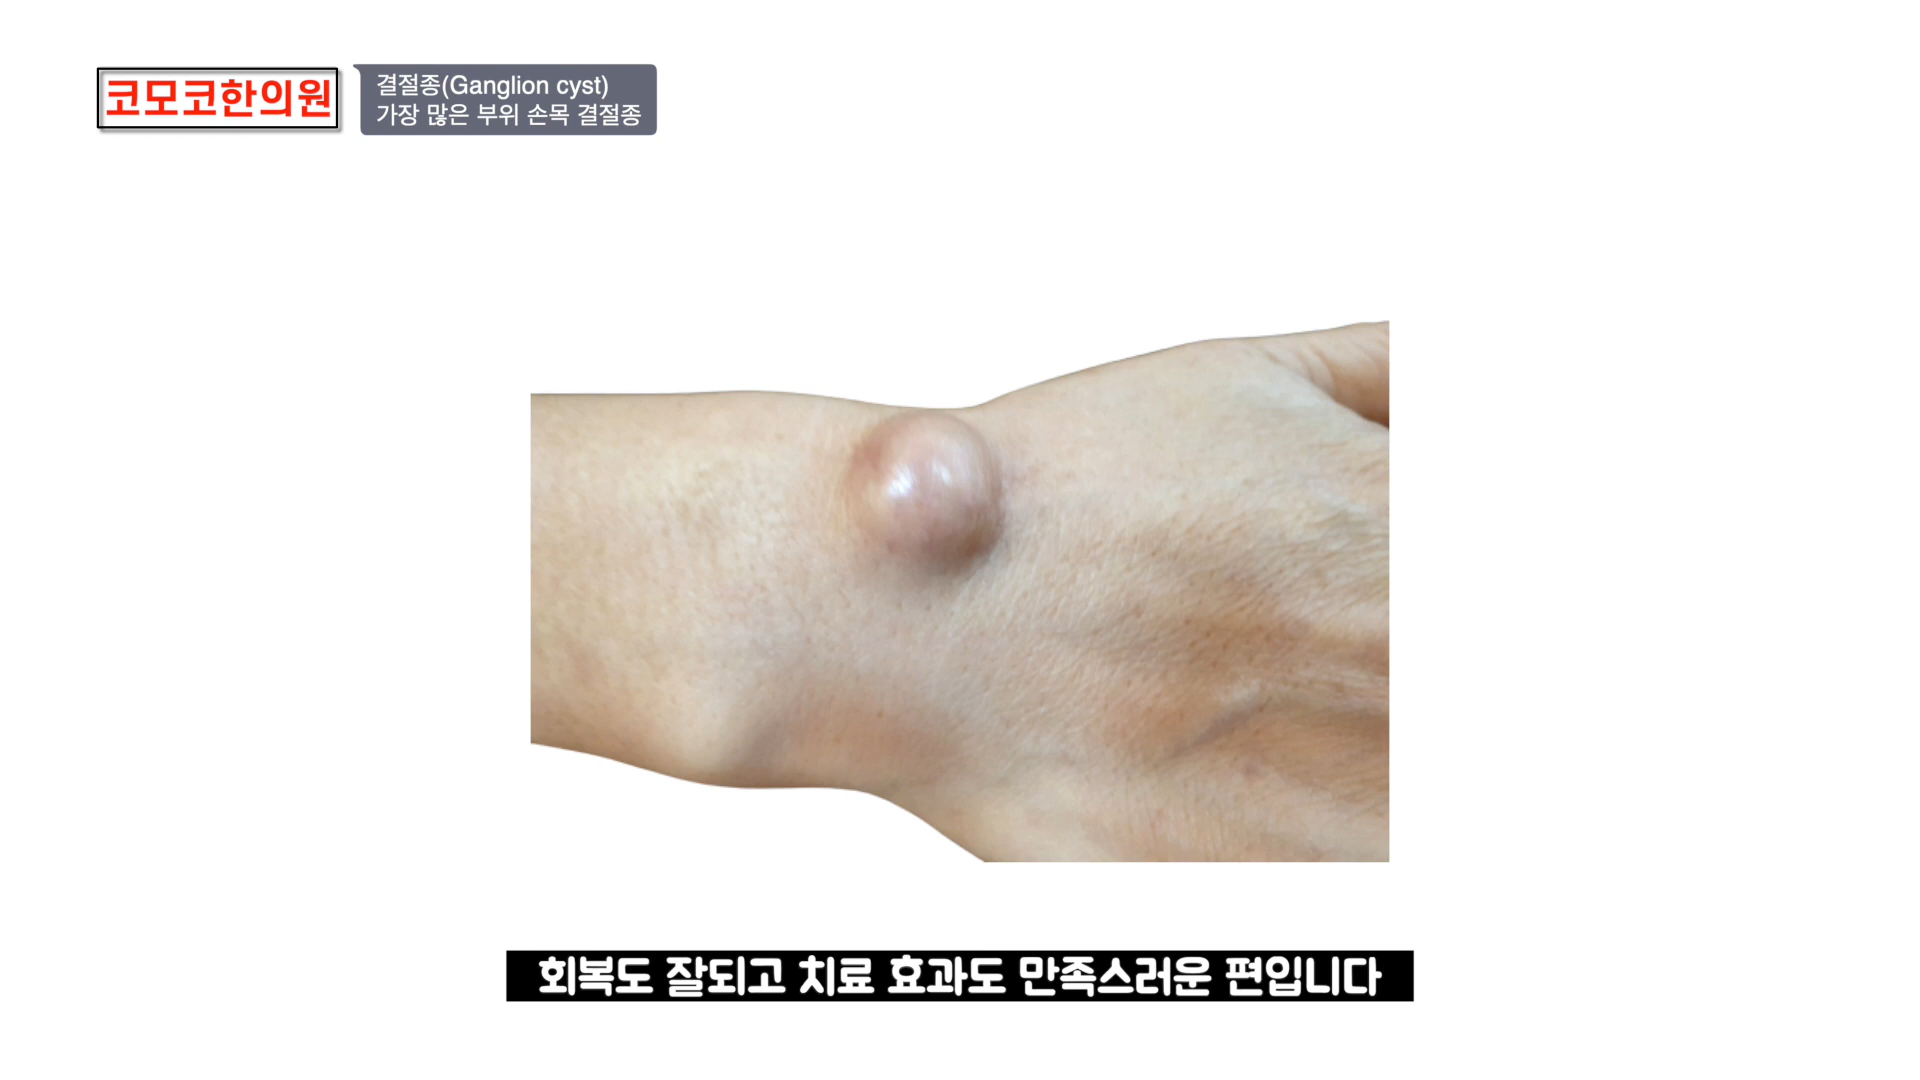 코모코한의원
결절종(Ganglion cyst)
가장 많은 부위 손목 결절종
회복도 잘되고 치료 효과도 만족스러운 편입니다